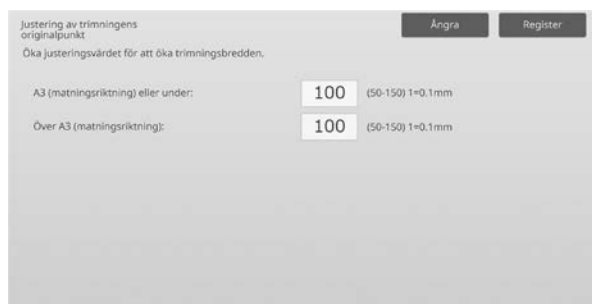 Justering av trimningens
originalpunkt
Ångra
Register
Öka justeringsvärdet för att öka trimningsbredden.
A3 (matningsriktning) eller under:
100
(50-150) 1=0.1mm
Över A3 (matningsriktning):
100
(50-150) 1=0.1mm